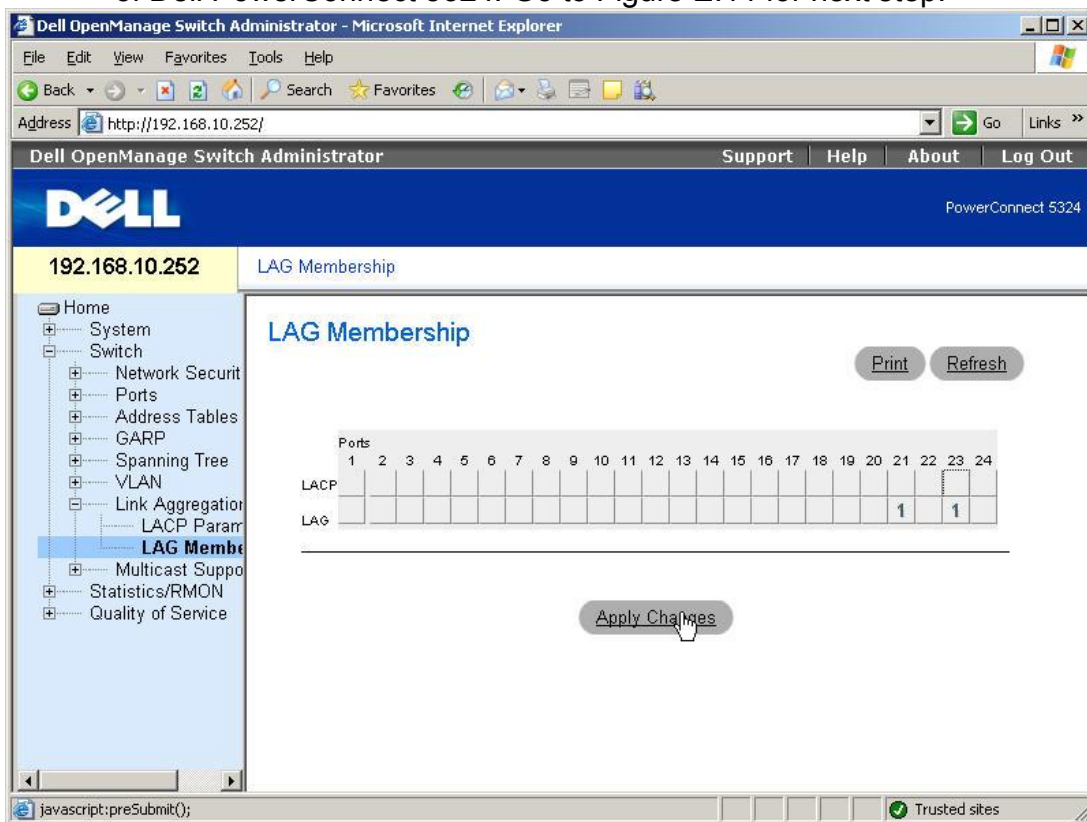 Dell OpenManage Switch Administrator - Microsoft Internet Explorer
File Edit View Favorites Tools Help
Back Search Favorites
Address http://192.168.10.252/ Go Links »
Dell OpenManage Switch Administrator Support Help About Log Out
DELL PowerConnect 5324
192.168.10.252 LAG Membership
Home
System
Switch
Network Securit
Ports
Address Tables
GARP
Spanning Tree
VLAN
Link Aggregation
LACP Param
LAG Membe
Multicast Suppo
Statistics/RMON
Quality of Service
LAG Membership
Print Refresh
Ports
1 2 3 4 5 6 7 8 9 10 11 12 13 14 15 16 17 18 19 20 21 22 23 24
LACP
LAG 1 1
Apply Changes
javascript:preSubmit(); Trusted sites